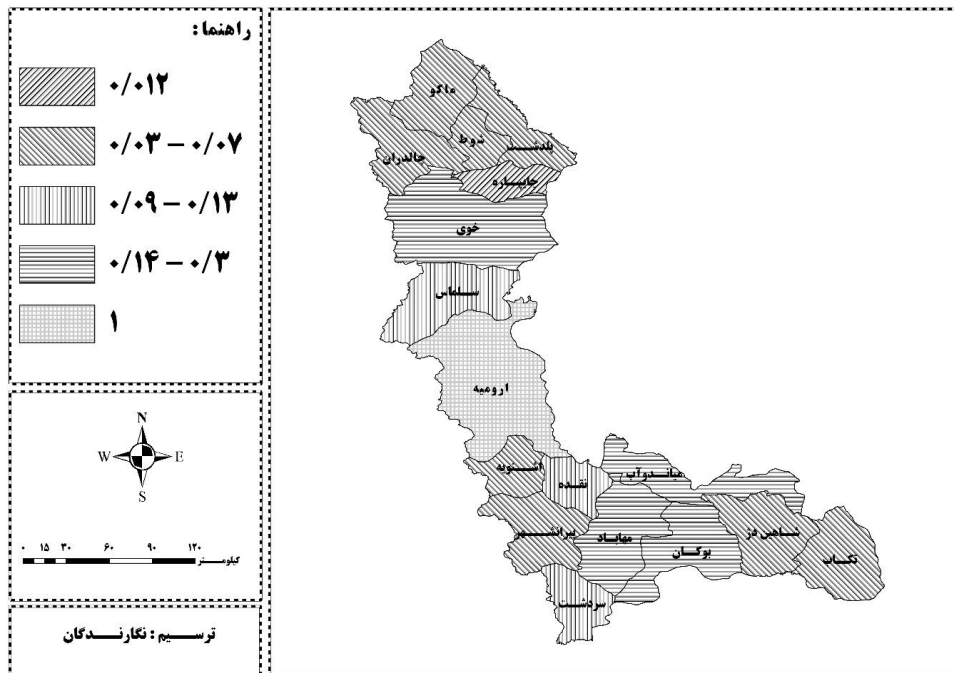 راهنما :
۰/۰۱۲
۰/۰۳ – ۰/۰۷
۰/۰۹ – ۰/۱۳
۰/۱۴ – ۰/۳
۱
N
W E
S
۰ ۱۵ ۳۰ ۶۰ ۹۰ ۱۲۰
کیلومتر
ترسیم : نگارندگان
ماکو
شوط
پلدشت
چالدران
چایپاره
خوی
سلماس
ارومیه
اشنویه
نقده
میاندوآب
پیرانشهر
مهاباد
بوکان
شاهین دژ
تکاب
سردشت